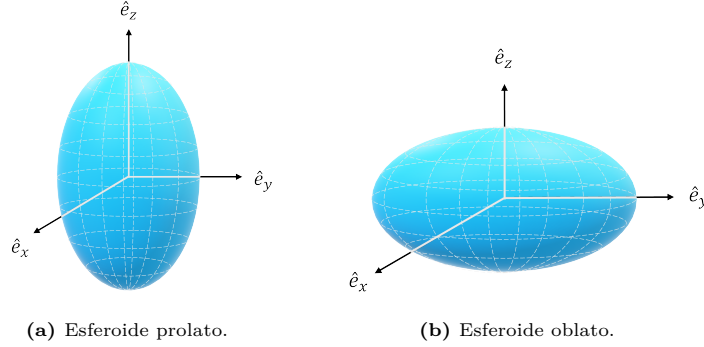 ê_z
ê_y
ê_x
(a) Esferoide prolato.
ê_z
ê_y
ê_x
(b) Esferoide oblato.